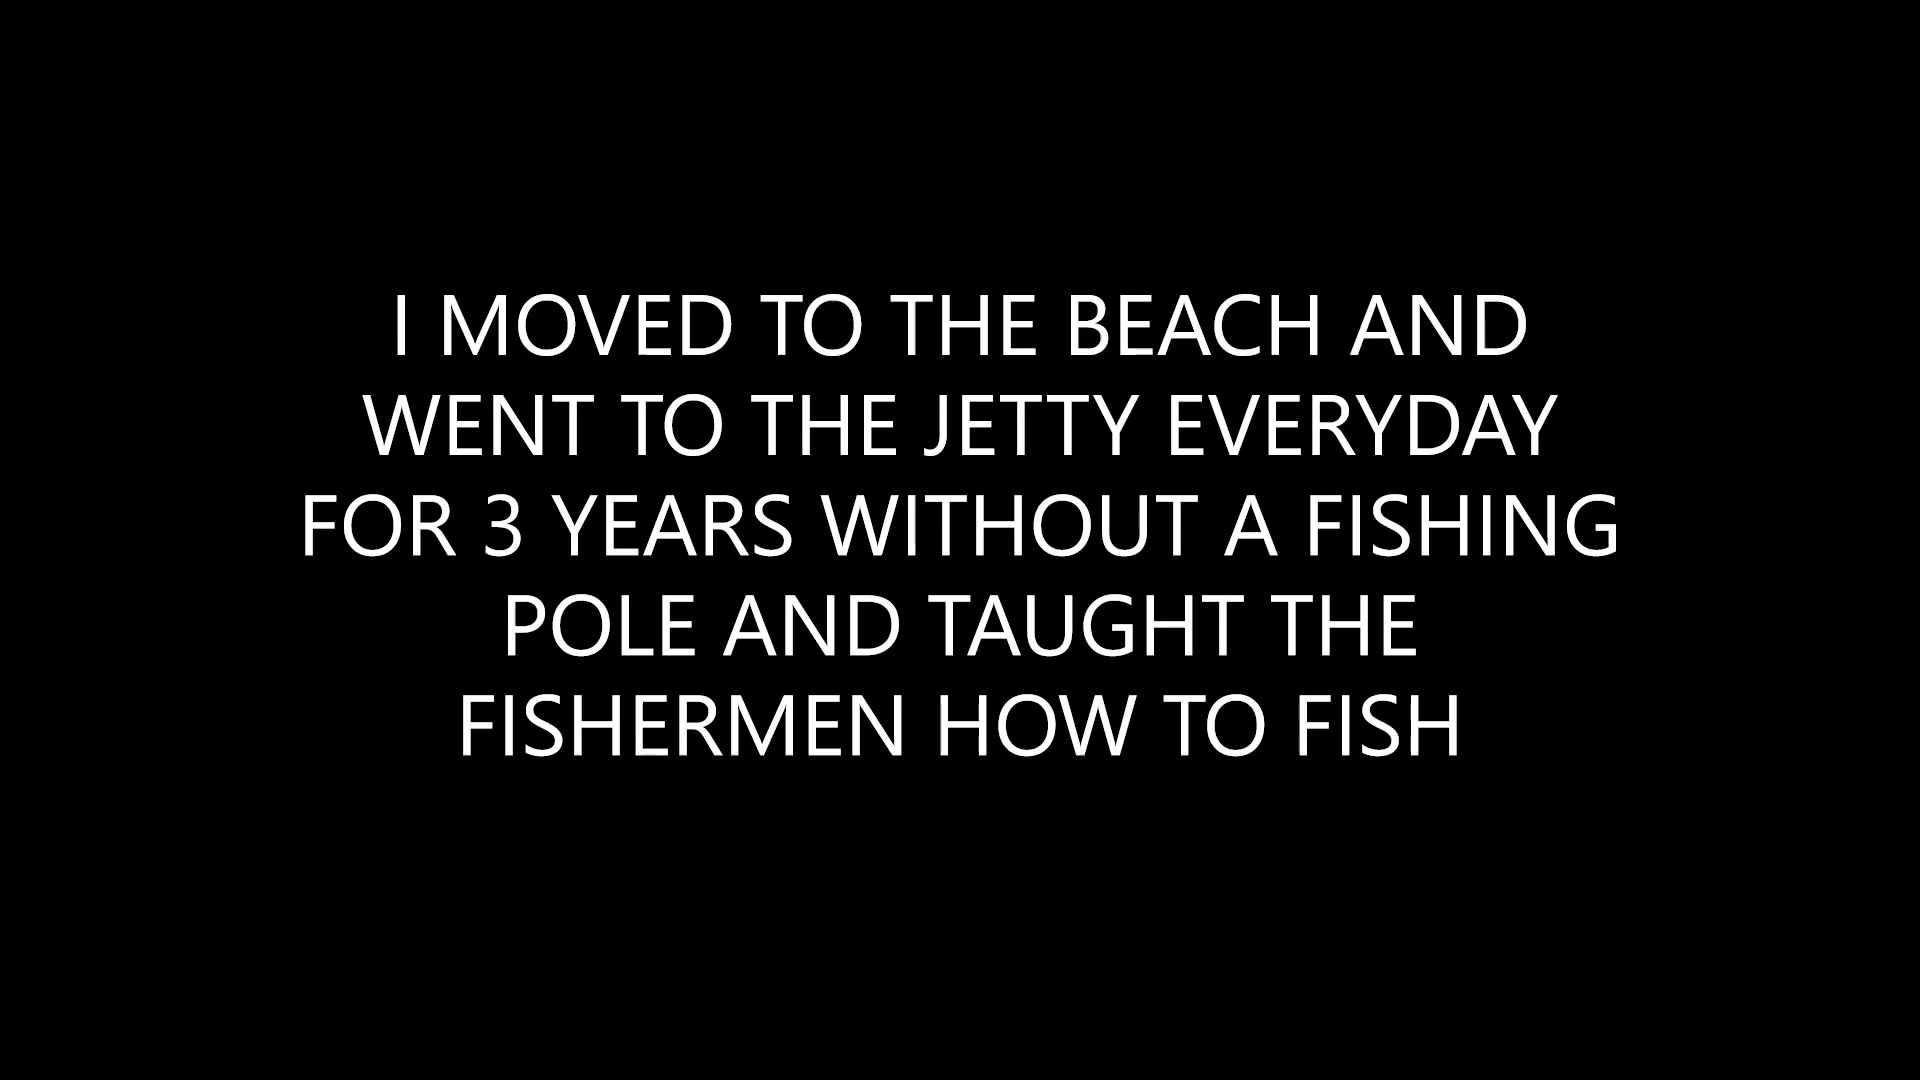 I MOVED TO THE BEACH AND
WENT TO THE JETTY EVERYDAY
FOR 3 YEARS WITHOUT A FISHING
POLE AND TAUGHT THE
FISHERMEN HOW TO FISH